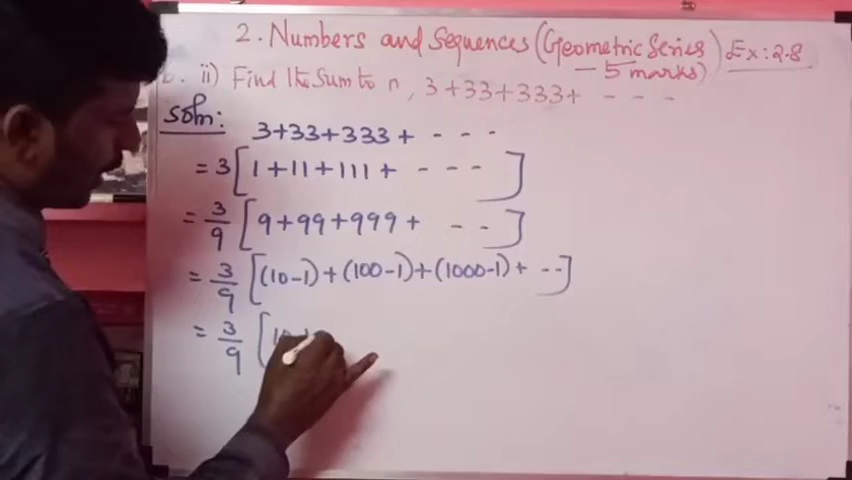 2. Numbers and Sequences (Geometric Series) Ex: 2.8
- 5 marks)
ii) Find the Sum to n, 3+33+333+ - - - -
Soln:
3+33+333+ - - -
= 3[1+11+111+ - - - ]
= 3/9 [9+99+999+ - - ]
= 3/9 [(10-1)+(100-1)+(1000-1)+ - - ]
= 3/9 [10